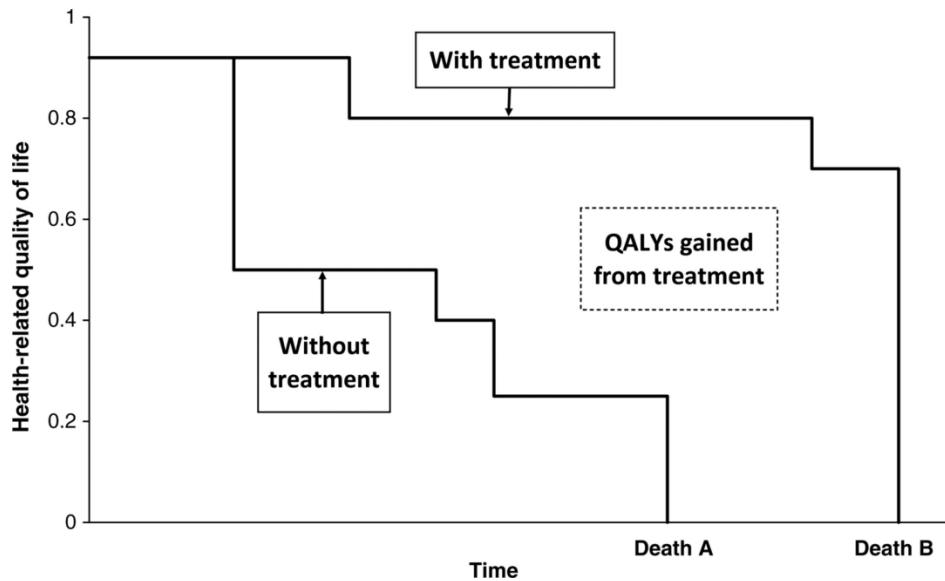 1
With treatment
0.8
Health-related quality of life
0.6
QALYs gained
from treatment
0.4
Without
treatment
0.2
0
Death A
Death B
Time